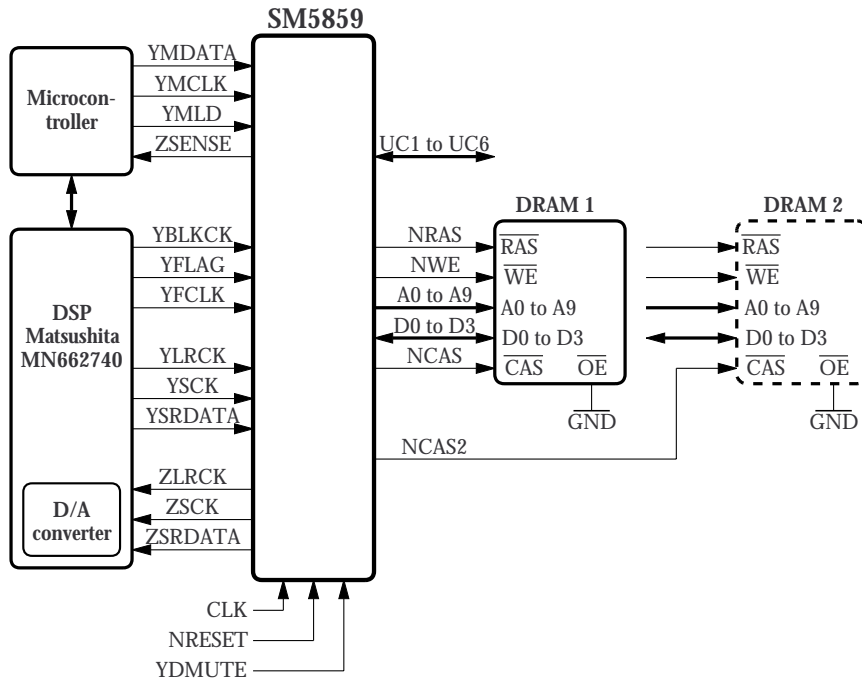 SM5859
Microcon-
troller
YMDATA
YMCLK
YMLD
ZSENSE
UC1 to UC6
DSP
Matsushita
MN662740
YBLKCK
YFLAG
YFCLK
YLRCK
YSCK
YSRDATA
D/A
converter
ZLRCK
ZSCK
ZSRDATA
NRAS
NWE
A0 to A9
D0 to D3
NCAS
NCAS2
DRAM 1
RAS
WE
A0 to A9
D0 to D3
CAS OE
GND
DRAM 2
RAS
WE
A0 to A9
D0 to D3
CAS OE
GND
CLK
NRESET
YDMUTE